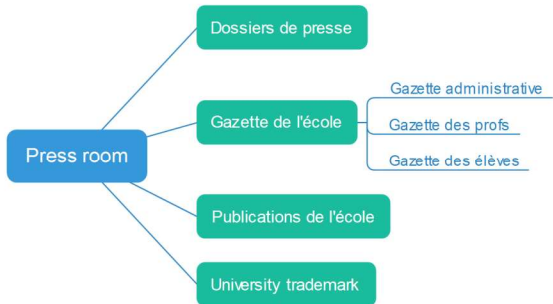 Dossiers de presse
Gazette administrative
Gazette de l'école
Gazette des profs
Press room
Gazette des élèves
Publications de l'école
University trademark